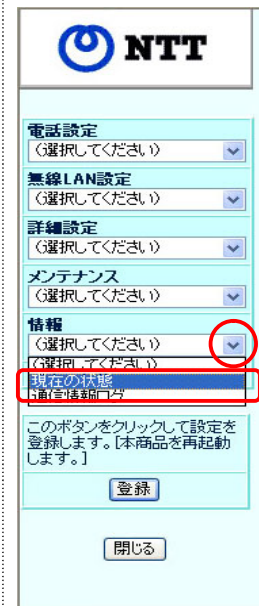 NTT
電話設定
(選択してください)
無線LAN設定
(選択してください)
詳細設定
(選択してください)
メンテナンス
(選択してください)
情報
(選択してください)
(選択してください)
現在の状態
通信情報ログ
このボタンをクリックして設定を
登録します。[本商品を再起動
します。]
登録
閉じる